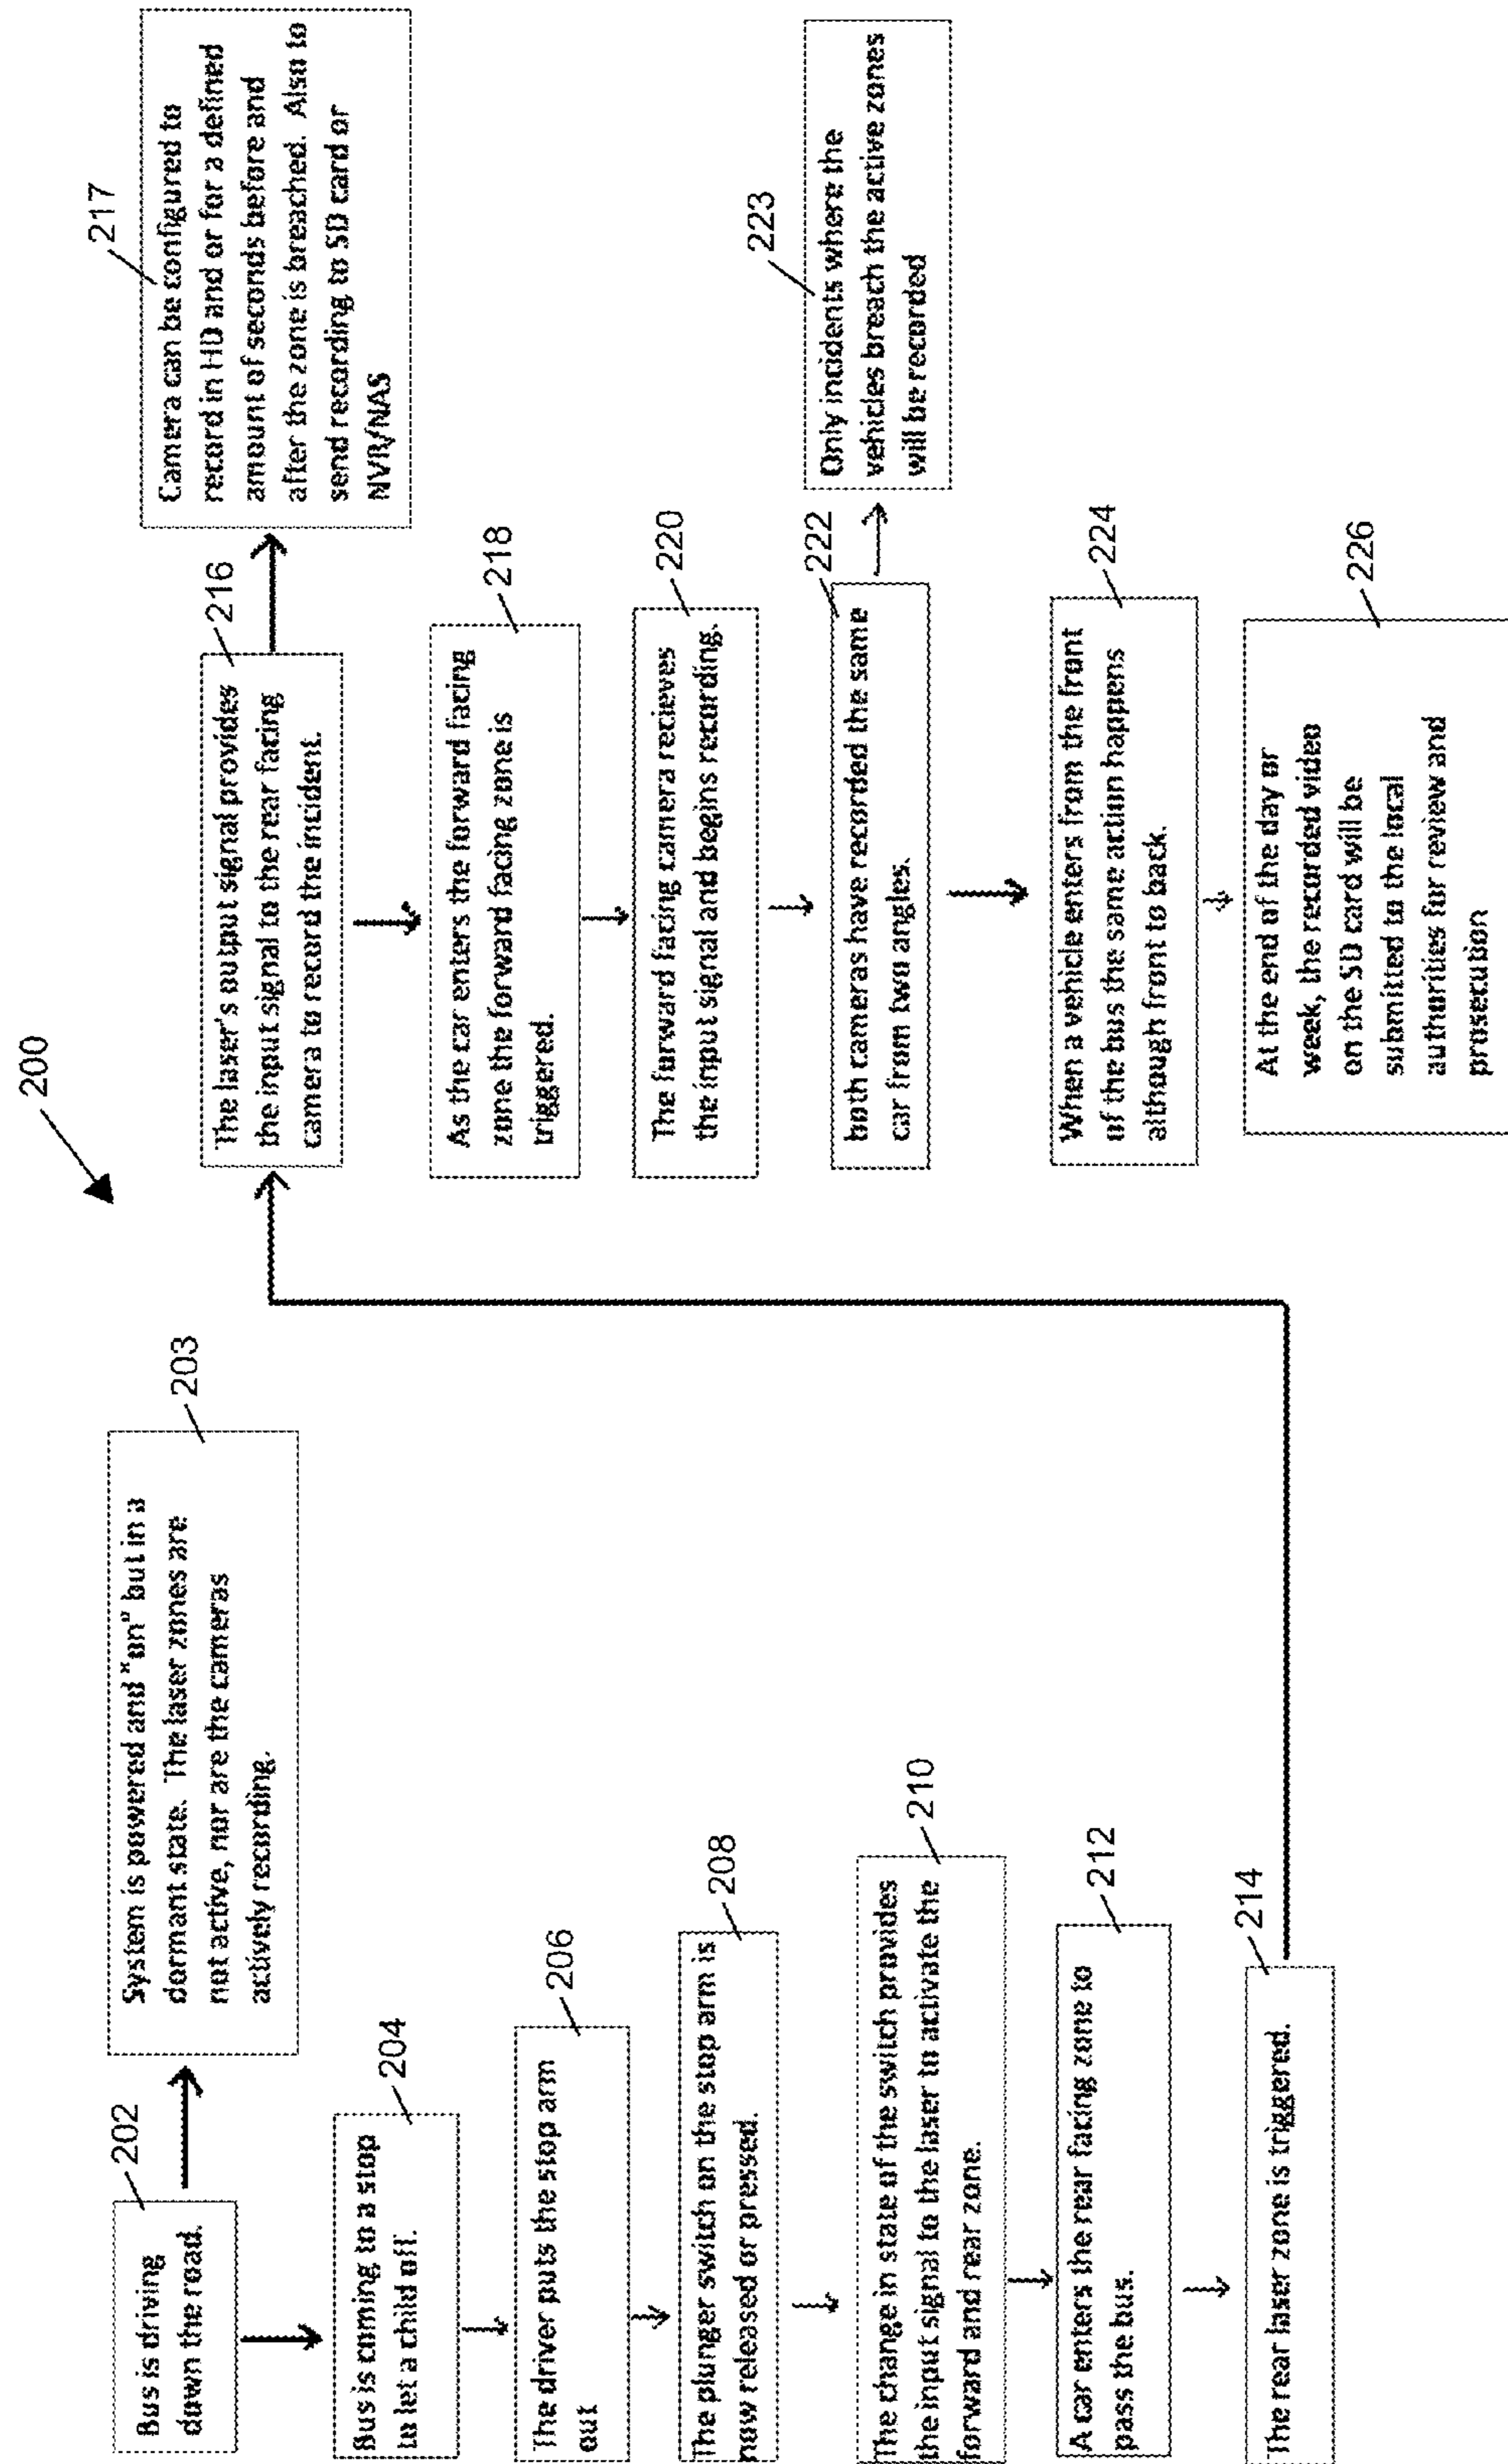 200
202
Bus is driving
down the road.
203
System is powered and "on" but in a
dormant state. The laser zones are
not active, nor are the cameras
actively recording.
204
Bus is coming to a stop
to let a child off.
206
The driver puts the stop arm
out
208
The plunger switch on the stop arm is
now released or pressed.
210
The change in state of the switch provides
the input signal to the laser to activate the
forward and rear zone.
212
A car enters the rear facing zone to
pass the bus.
214
The rear laser zone is triggered.
216
The laser's output signal provides
the input signal to the rear facing
camera to record the incident.
217
Camera can be configured to
record in HD and or for a defined
amount of seconds before and
after the zone is breached. Also to
send recording to SD card or
NVR/NAS
218
As the car enters the forward facing
zone the forward facing zone is
triggered.
220
The forward facing camera recieves
the input signal and begins recording.
222
both cameras have recorded the same
car from two angles.
223
Only incidents where the
vehicles breach the active zones
will be recorded
224
When a vehicle enters from the front
of the bus the same action happens
although front to back.
226
At the end of the day or
week, the recorded video
on the SD card will be
submitted to the local
authorities for review and
prosecution